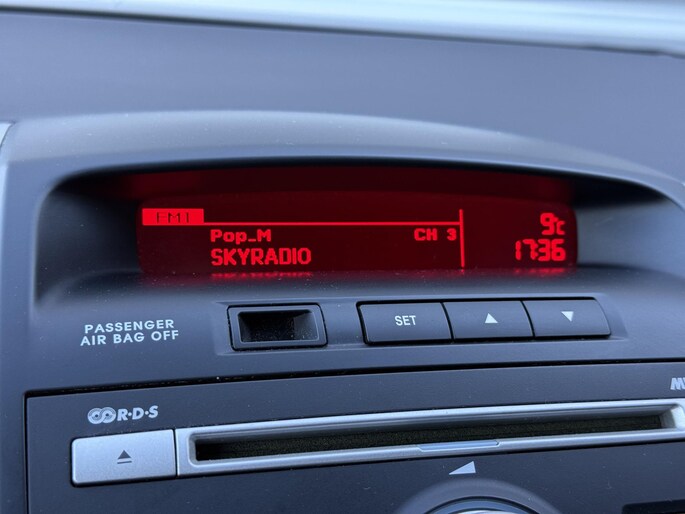 FM1
Pop_M CH 3
SKYRADIO
9c
17:36
PASSENGER
AIR BAG OFF
SET
R·D·S